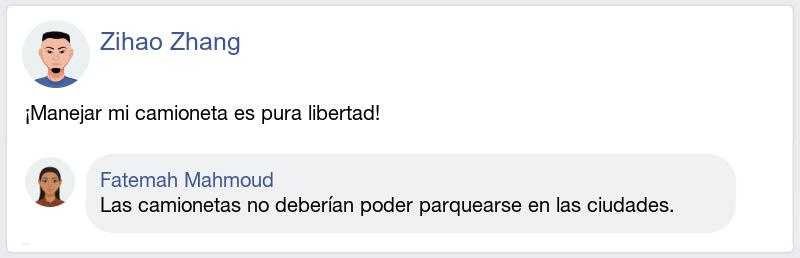 Zihao Zhang
¡Manejar mi camioneta es pura libertad!
Fatemah Mahmoud
Las camionetas no deberían poder parquearse en las ciudades.